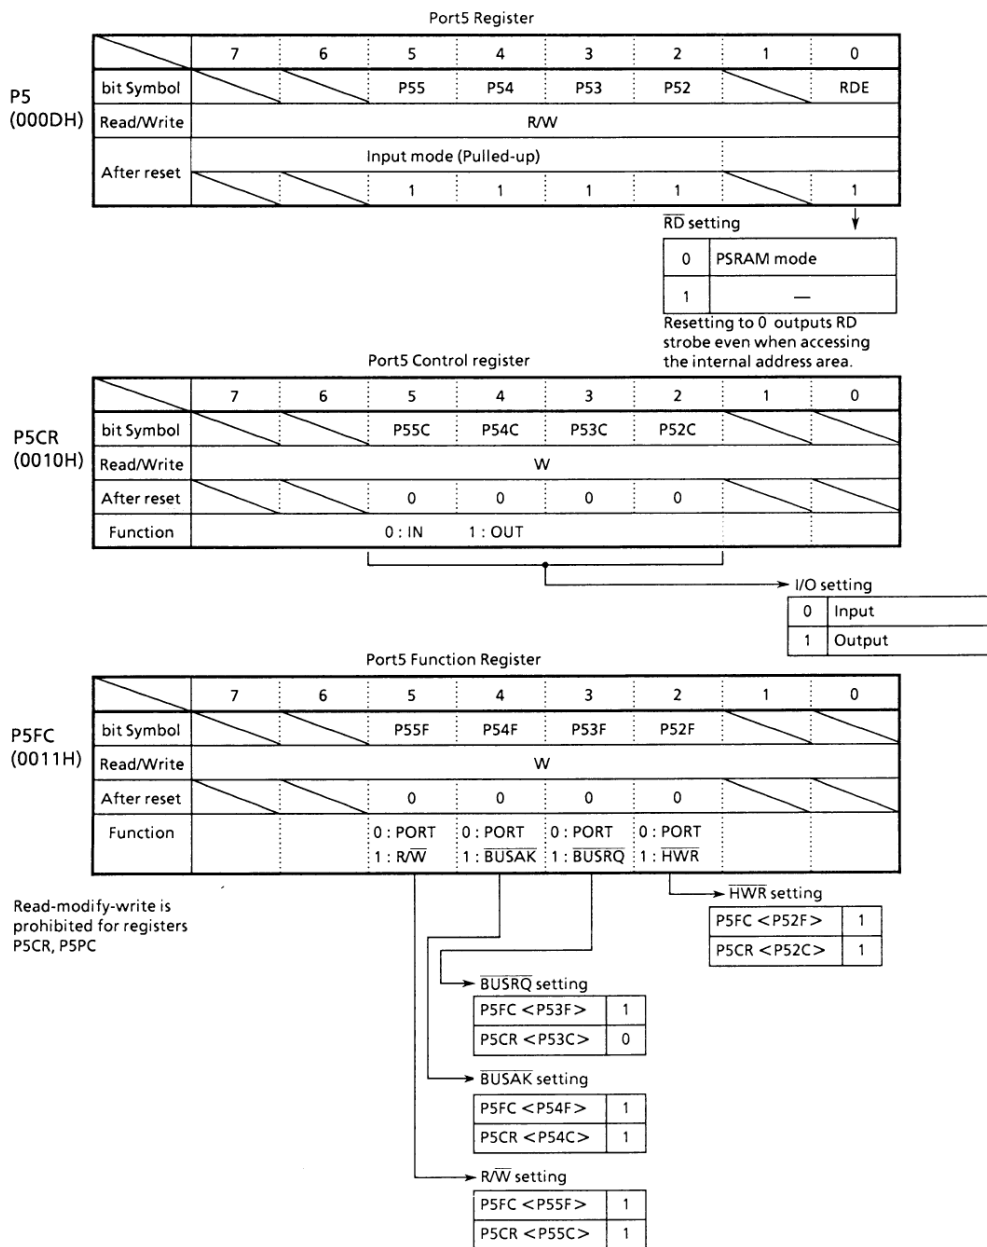 Port5 Register
7 6 5 4 3 2 1 0
P5
(000DH)
bit Symbol P55 P54 P53 P52 RDE
Read/Write R/W
After reset Input mode (Pulled-up)
1 1 1 1 1
R̅D̅ setting
0 PSRAM mode
1 —
Resetting to 0 outputs RD
strobe even when accessing
the internal address area.
Port5 Control register
7 6 5 4 3 2 1 0
P5CR
(0010H)
bit Symbol P55C P54C P53C P52C
Read/Write W
After reset 0 0 0 0
Function 0 : IN 1 : OUT
I/O setting
0 Input
1 Output
Port5 Function Register
7 6 5 4 3 2 1 0
P5FC
(0011H)
bit Symbol P55F P54F P53F P52F
Read/Write W
After reset 0 0 0 0
Function 0 : PORT 0 : PORT 0 : PORT 0 : PORT
1 : R/W̅ 1 : B̅U̅S̅A̅K̅ 1 : B̅U̅S̅R̅Q̅ 1 : H̅W̅R̅
Read-modify-write is
prohibited for registers
P5CR, P5PC
H̅W̅R̅ setting
P5FC <P52F> 1
P5CR <P52C> 1
B̅U̅S̅R̅Q̅ setting
P5FC <P53F> 1
P5CR <P53C> 0
B̅U̅S̅A̅K̅ setting
P5FC <P54F> 1
P5CR <P54C> 1
R/W̅ setting
P5FC <P55F> 1
P5CR <P55C> 1